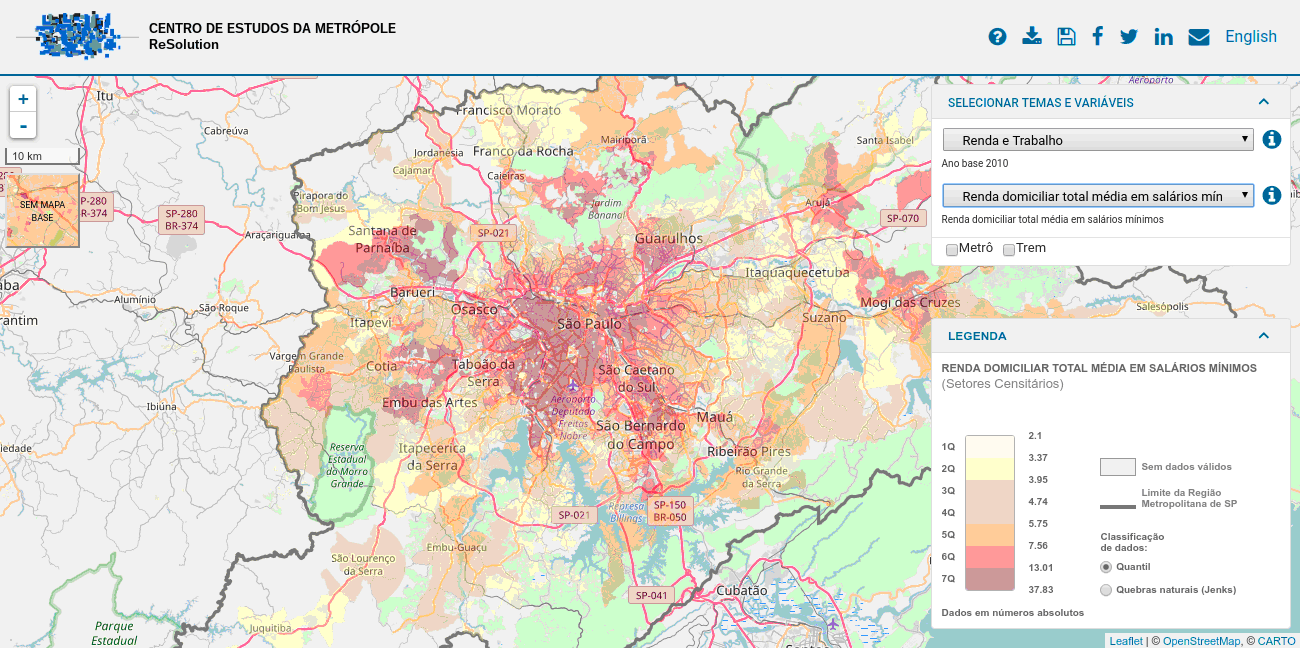 CENTRO DE ESTUDOS DA METRÓPOLE
ReSolution
English
+
-
10 km
SEM MAPA
BASE
SELECIONAR TEMAS E VARIÁVEIS
Renda e Trabalho
Ano base 2010
Renda domiciliar total média em salários mín
Renda domiciliar total média em salários mínimos
Metrô
Trem
LEGENDA
RENDA DOMICILIAR TOTAL MÉDIA EM SALÁRIOS MÍNIMOS
(Setores Censitários)
2.1
1Q
3.37
2Q
3.95
3Q
4.74
4Q
5.75
5Q
7.56
6Q
13.01
7Q
37.83
Sem dados válidos
Limite da Região
Metropolitana de SP
Classificação
de dados:
Quantil
Quebras naturais (Jenks)
Dados em números absolutos
Leaflet | © OpenStreetMap, © CARTO
Aeroporto
Itu
Cabreúva
Francisco Morato
Mairiporã
Santa Isabel
Jordanésia
Franco da Rocha
Cajamar
Caieiras
Pirapora do
Bom Jesus
Jardim
Bananal
Arujá
P-280
R-374
SP-280
BR-374
SP-070
Araçariguama
Santana de
Parnaíba
SP-021
Guarulhos
Itaquaquecetuba
Barueri
Osasco
Mogi das Cruzes
Alumínio
São Roque
Salesópolis
rantim
Itapevi
São Paulo
Suzano
Vargem Grande
Paulista
Cotia
Taboão da
Serra
São Caetano
do Sul
Ibiúna
Embu das Artes
Aeroporto
Deputado
Freitas
Nobre
Mauá
São Bernardo
do Campo
iedade
Reserva
Estadual
do Morro
Grande
Itapecerica
da Serra
Ribeirão Pires
Rio Grande
da Serra
SP-150
BR-050
SP-021
Represa
Billings
São Lourenço
da Serra
Embu-Guaçu
Cubatão
SP-041
Parque
Estadual
Juquitiba